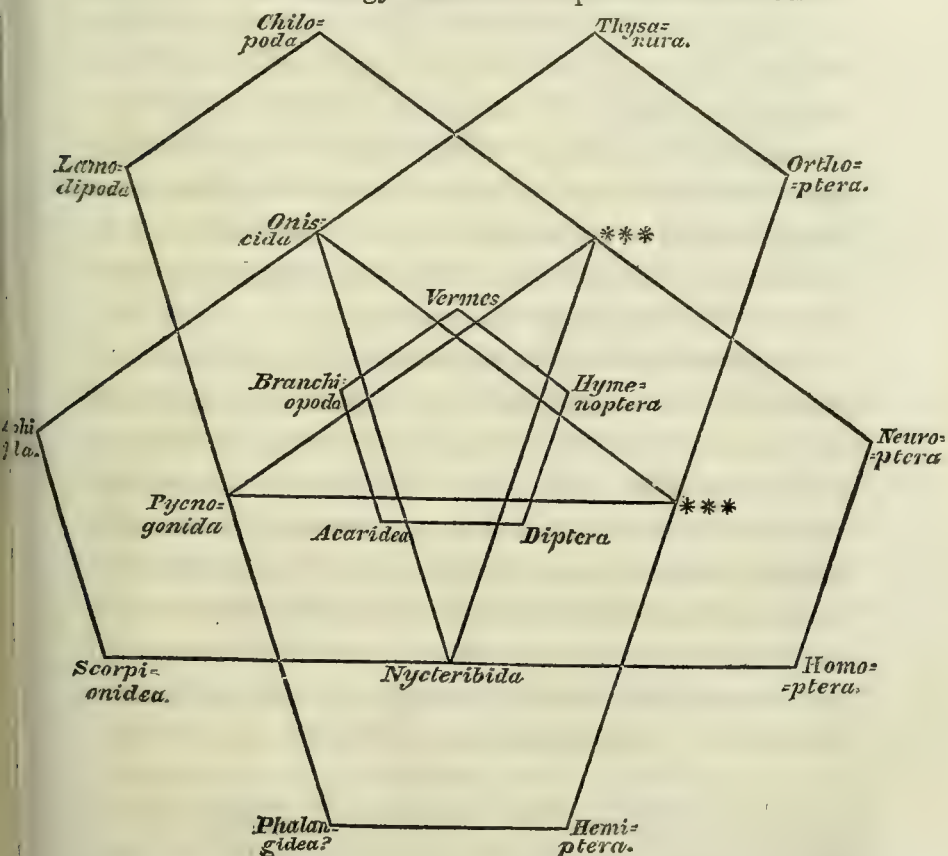 Chilo=
poda.
Thysa=
nura.
Læmo=
dipoda
Ortho=
=ptera.
Onis=
cida
***
Vermes
Branchi=
opoda
Hyme=
noptera
Neuro=
=ptera
Pycno=
gonida
***
Acaridea
Diptera
Scorpi=
onidea.
Nycteribida
Homo=
=ptera.
Phalan=
gidea?
Hemi=
ptera.